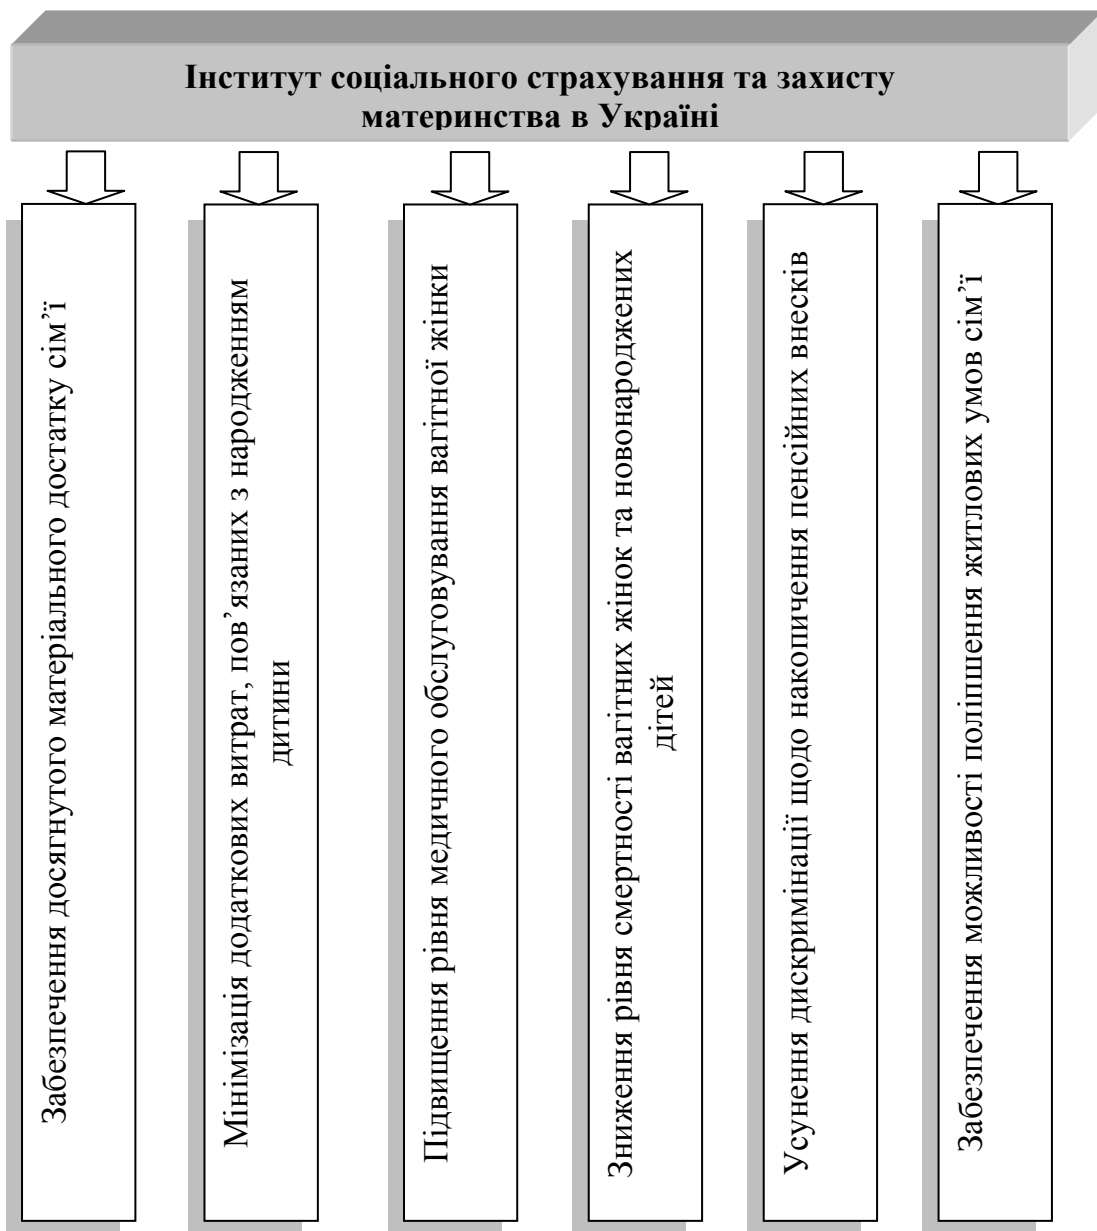 Інститут соціального страхування та захисту
материнства в Україні
Забезпечення досягнутого матеріального достатку сім’ї
Мінімізація додаткових витрат, пов’язаних з народженням
дитини
Підвищення рівня медичного обслуговування вагітної жінки
Зниження рівня смертності вагітних жінок та новонароджених
дітей
Усунення дискримінації щодо накопичення пенсійних внесків
Забезпечення можливості поліпшення житлових умов сім’ї